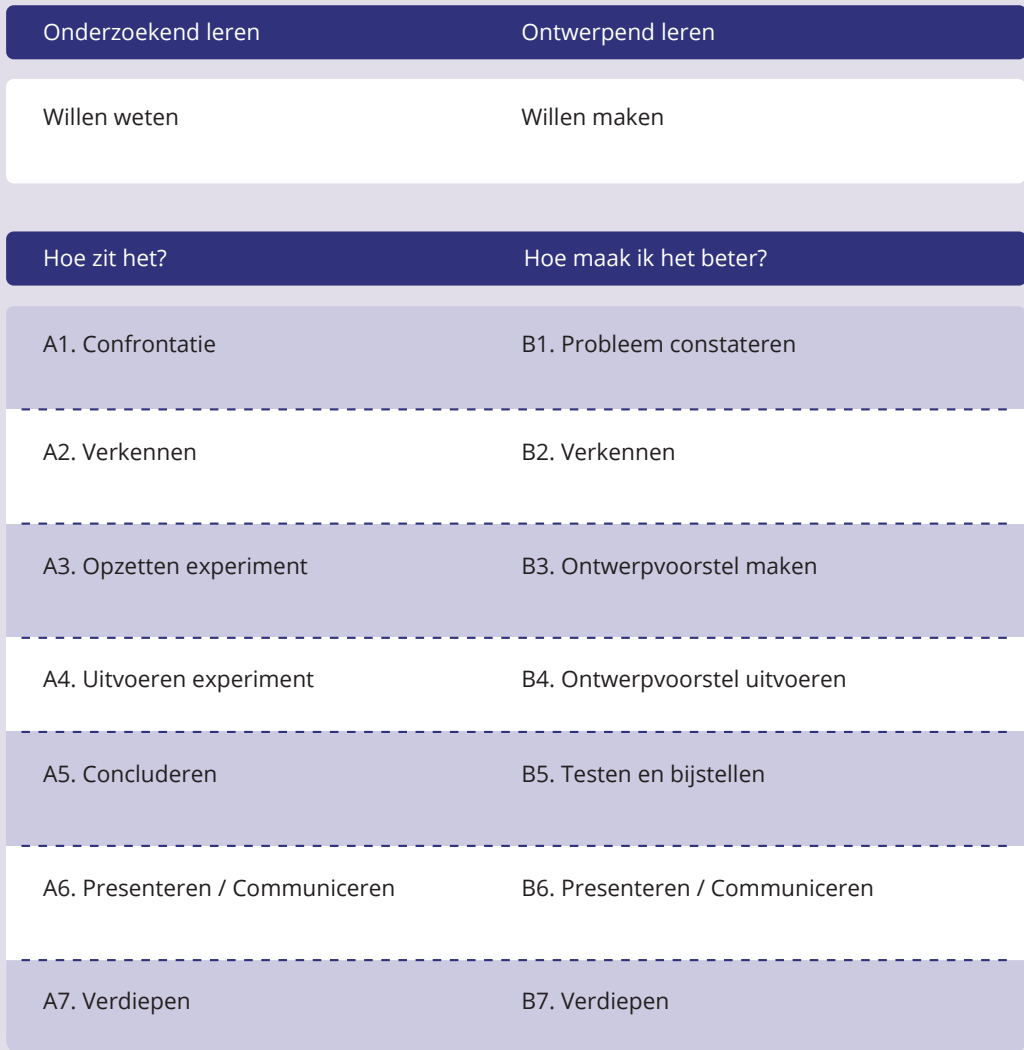 Onderzoekend leren Ontwerpend leren
Willen weten Willen maken
Hoe zit het? Hoe maak ik het beter?
A1. Confrontatie B1. Probleem constateren
A2. Verkennen B2. Verkennen
A3. Opzetten experiment B3. Ontwerpvoorstel maken
A4. Uitvoeren experiment B4. Ontwerpvoorstel uitvoeren
A5. Concluderen B5. Testen en bijstellen
A6. Presenteren / Communiceren B6. Presenteren / Communiceren
A7. Verdiepen B7. Verdiepen